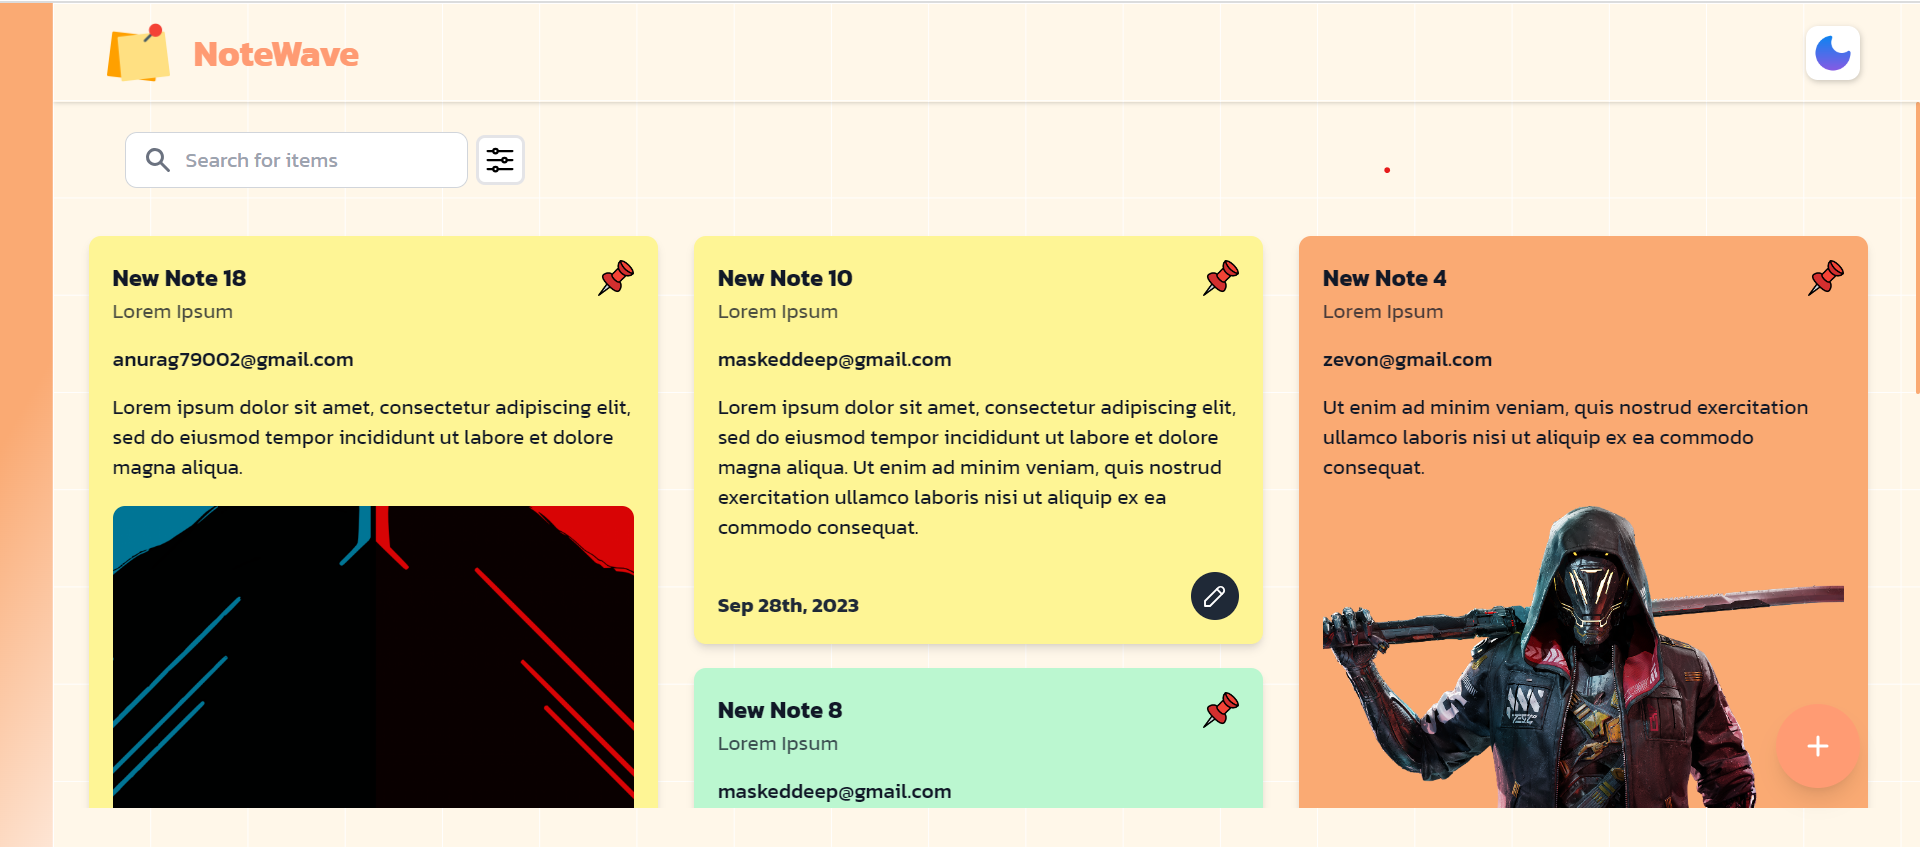 NoteWave
Search for items
New Note 18
Lorem Ipsum
anurag79002@gmail.com
Lorem ipsum dolor sit amet, consectetur adipiscing elit,
sed do eiusmod tempor incididunt ut labore et dolore
magna aliqua.
New Note 10
Lorem Ipsum
maskeddeep@gmail.com
Lorem ipsum dolor sit amet, consectetur adipiscing elit,
sed do eiusmod tempor incididunt ut labore et dolore
magna aliqua. Ut enim ad minim veniam, quis nostrud
exercitation ullamco laboris nisi ut aliquip ex ea
commodo consequat.
Sep 28th, 2023
New Note 8
Lorem Ipsum
maskeddeep@gmail.com
New Note 4
Lorem Ipsum
zevon@gmail.com
Ut enim ad minim veniam, quis nostrud exercitation
ullamco laboris nisi ut aliquip ex ea commodo
consequat.